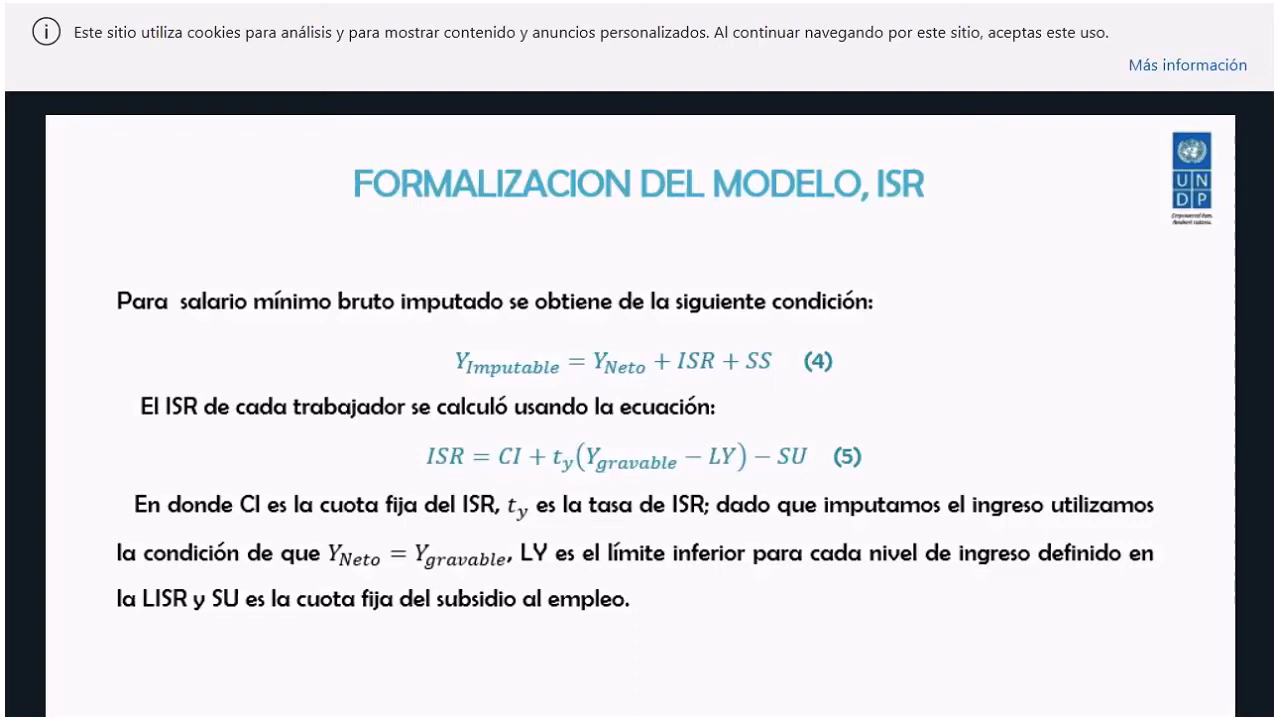 Este sitio utiliza cookies para análisis y para mostrar contenido y anuncios personalizados. Al continuar navegando por este sitio, aceptas este uso.
Más información
FORMALIZACION DEL MODELO, ISR
U N
D P
Para salario mínimo bruto imputado se obtiene de la siguiente condición:
Y_Imputable = Y_Neto + ISR + SS (4)
El ISR de cada trabajador se calculó usando la ecuación:
ISR = CI + t_y(Y_gravable − LY) − SU (5)
En donde CI es la cuota fija del ISR, t_y es la tasa de ISR; dado que imputamos el ingreso utilizamos
la condición de que Y_Neto = Y_gravable, LY es el límite inferior para cada nivel de ingreso definido en
la LISR y SU es la cuota fija del subsidio al empleo.